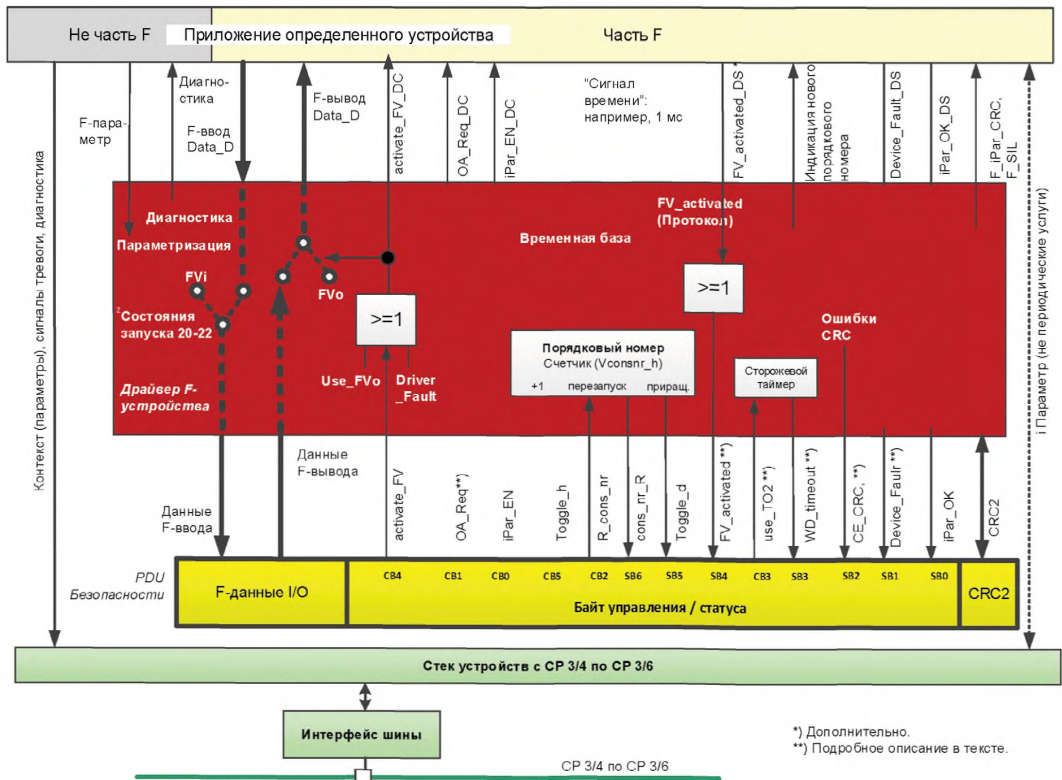 Не часть F
Приложение определенного устройства
Часть F
Контекст (параметры), сигналы тревоги, диагностика
F-пара-
метр
Диагно-
стика
F-ввод
Data_D
F-вывод
Data_D
activate_FV_DC
OA_Req_DC
iPar_EN_DC
"Сигнал
времени":
например, 1 мс
FV_activated_DS*
Индикация нового
порядкового
номера
Device_Fault_DS
iPar_OK_DS
F_iPar_CRC,
F_SIL
i Параметр (не периодические услуги)
Диагностика
Параметризация
FVi
FVo
Состояния
запуска 20-22
Драйвер F-
устройства
>=1
Use_FVo
Driver
_Fault
Временная база
FV_activated
(Протокол)
>=1
Порядковый номер
Счетчик (Vconsnr_h)
+1 перезапуск приращ.
Сторожевой
таймер
Ошибки
CRC
Данные
F-ввода
Данные
F-вывода
activate_FV
OA_Req**)
iPar_EN
Toggle_h
R_cons_nr
cons_nr_R
Toggle_d
FV_activated **)
use_TO2 **)
WD_timeout **)
CE_CRC, **)
Device_Faulr **)
iPar_OK
CRC2
PDU
Безопасности
F-данные I/O
CB4 CB1 CB0 CB5 CB2 SB6 SB5 SB4 CB3 SB3 SB2 SB1 SB0
Байт управления / статуса
CRC2
Стек устройств с CP 3/4 по CP 3/6
Интерфейс шины
*) Дополнительно.
**) Подробное описание в тексте.
CP 3/4 по CP 3/6